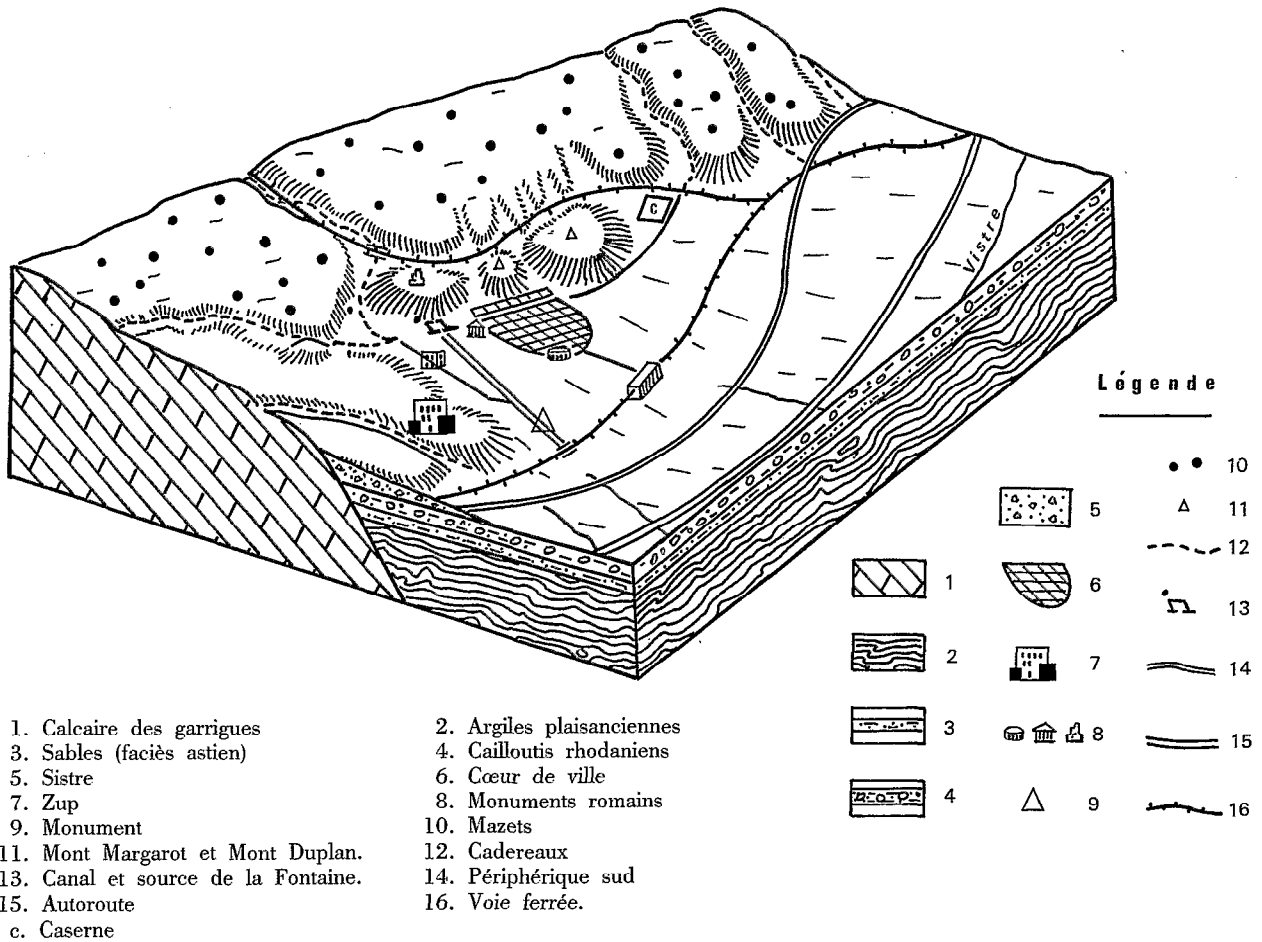 C
Vistre
Légende
10
5
11
12
1
6
13
2
7
14
3
8
15
4
9
16
1. Calcaire des garrigues
2. Argiles plaisanciennes
3. Sables (faciès astien)
4. Cailloutis rhodaniens
5. Sistre
6. Cœur de ville
7. Zup
8. Monuments romains
9. Monument
10. Mazets
11. Mont Margarot et Mont Duplan.
12. Cadereaux
13. Canal et source de la Fontaine.
14. Périphérique sud
15. Autoroute
16. Voie ferrée.
c. Caserne